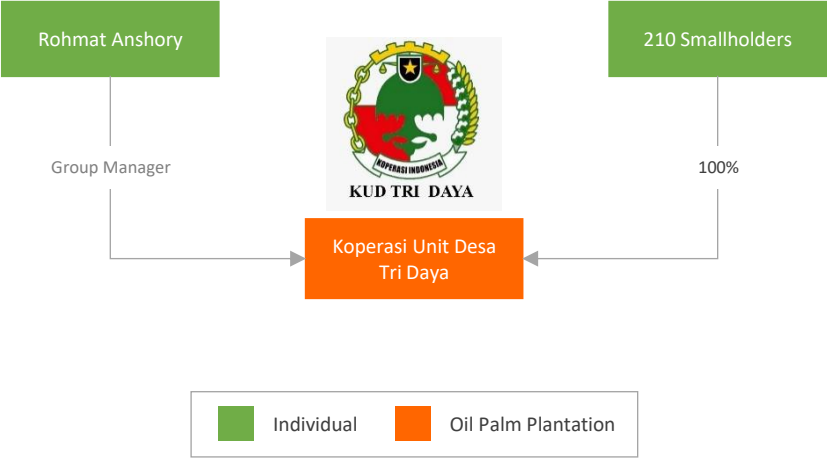 Rohmat Anshory
210 Smallholders
Group Manager
100%
KOPERASI INDONESIA
KUD TRI DAYA
Koperasi Unit Desa
Tri Daya
Individual
Oil Palm Plantation